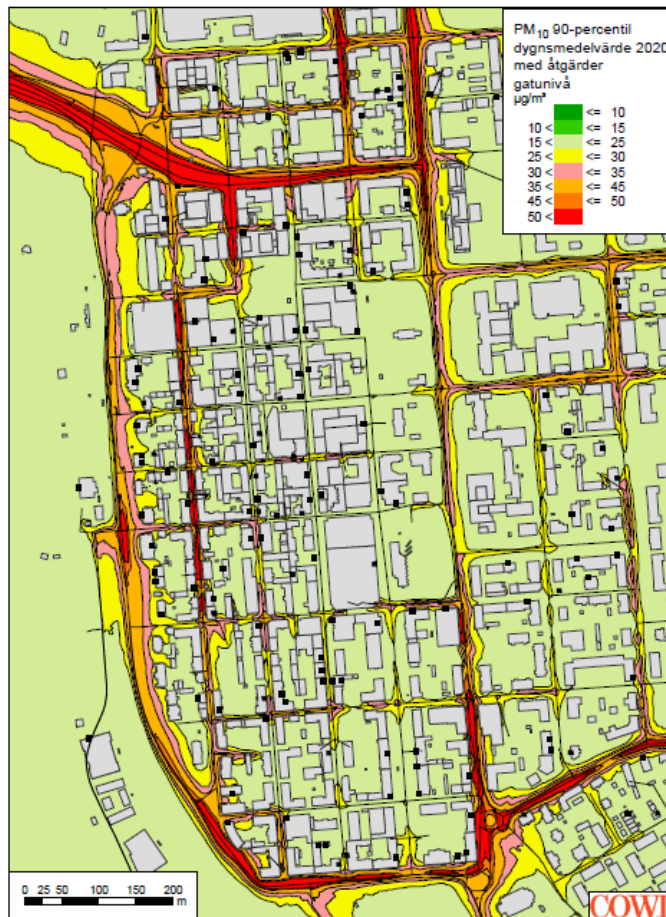 PM10 90-percentil
dygnsmedelvärde 2020
med åtgärder
gatunivå
µg/m³
<= 10
10 < <= 15
15 < <= 25
25 < <= 30
30 < <= 35
35 < <= 45
45 < <= 50
50 <
0 25 50 100 150 200
m
COWI